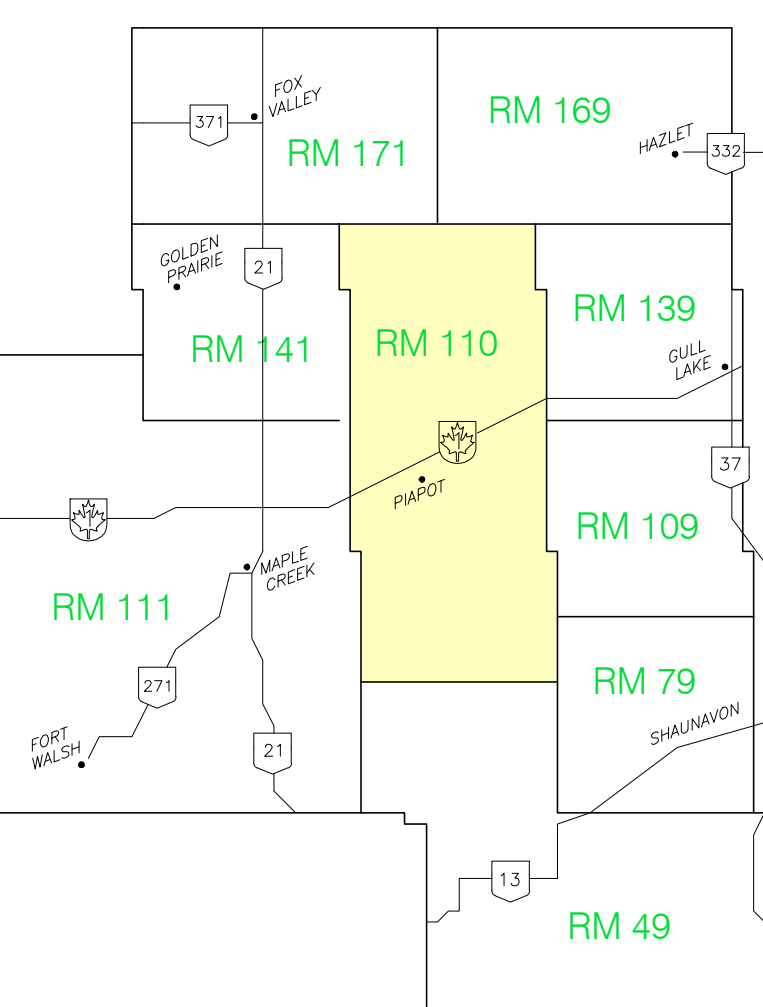 FOX
VALLEY
371
RM 171
RM 169
HAZLET
332
GOLDEN
PRAIRIE
21
RM 141
RM 110
RM 139
GULL
LAKE
1
PIAPOT
37
1
RM 109
MAPLE
CREEK
RM 111
271
RM 79
FORT
WALSH
21
SHAUNAVON
13
RM 49